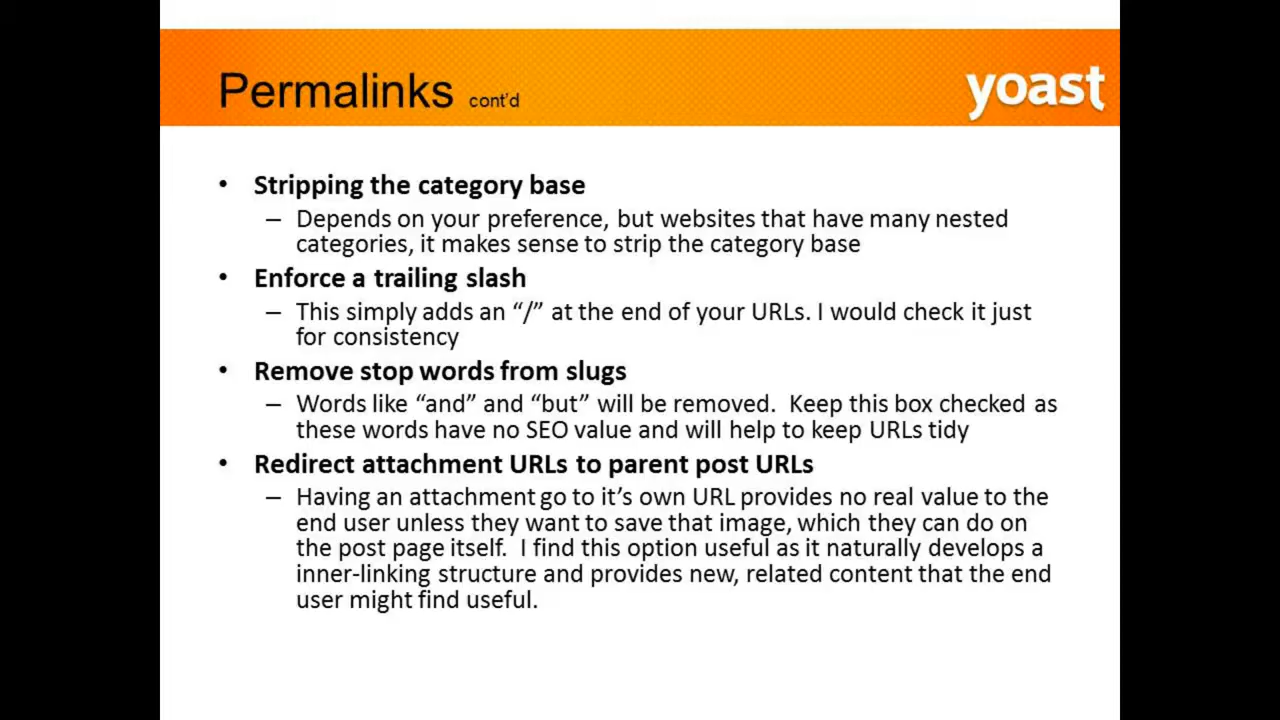 Permalinks cont'd
yoast
• Stripping the category base
– Depends on your preference, but websites that have many nested
categories, it makes sense to strip the category base
• Enforce a trailing slash
– This simply adds an “/” at the end of your URLs. I would check it just
for consistency
• Remove stop words from slugs
– Words like “and” and “but” will be removed.  Keep this box checked as
these words have no SEO value and will help to keep URLs tidy
• Redirect attachment URLs to parent post URLs
– Having an attachment go to it’s own URL provides no real value to the
end user unless they want to save that image, which they can do on
the post page itself.  I find this option useful as it naturally develops a
inner-linking structure and provides new, related content that the end
user might find useful.